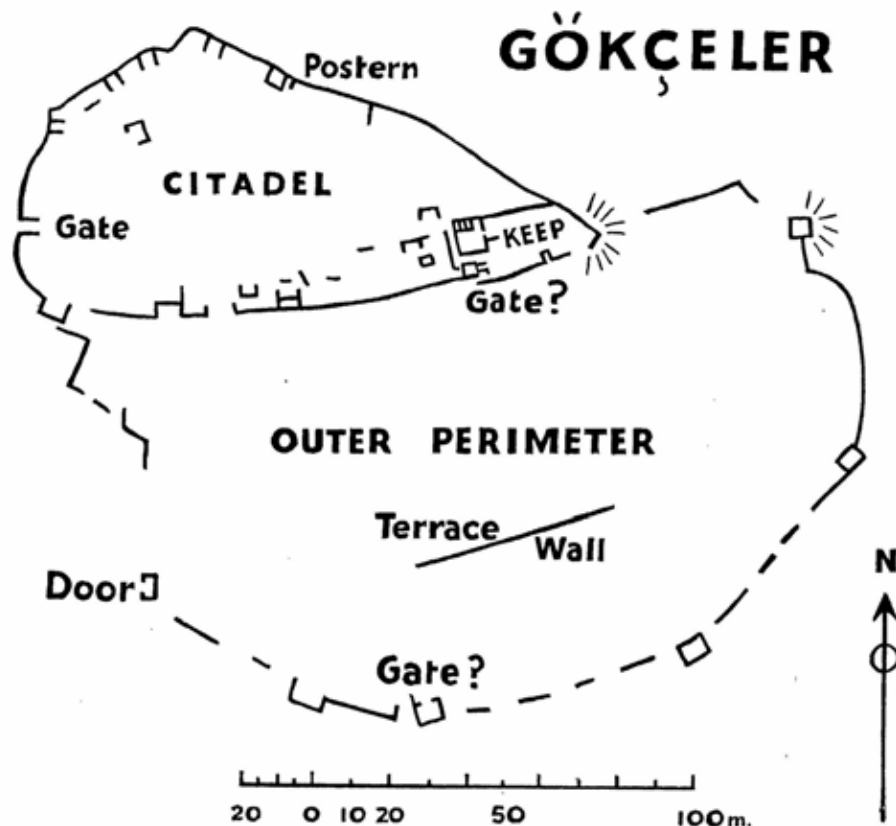 GÖKÇELER
Postern
CITADEL
Gate
KEEP
Gate?
OUTER PERIMETER
Terrace
Wall
Door
N
Gate?
20 0 10 20 50 100m.